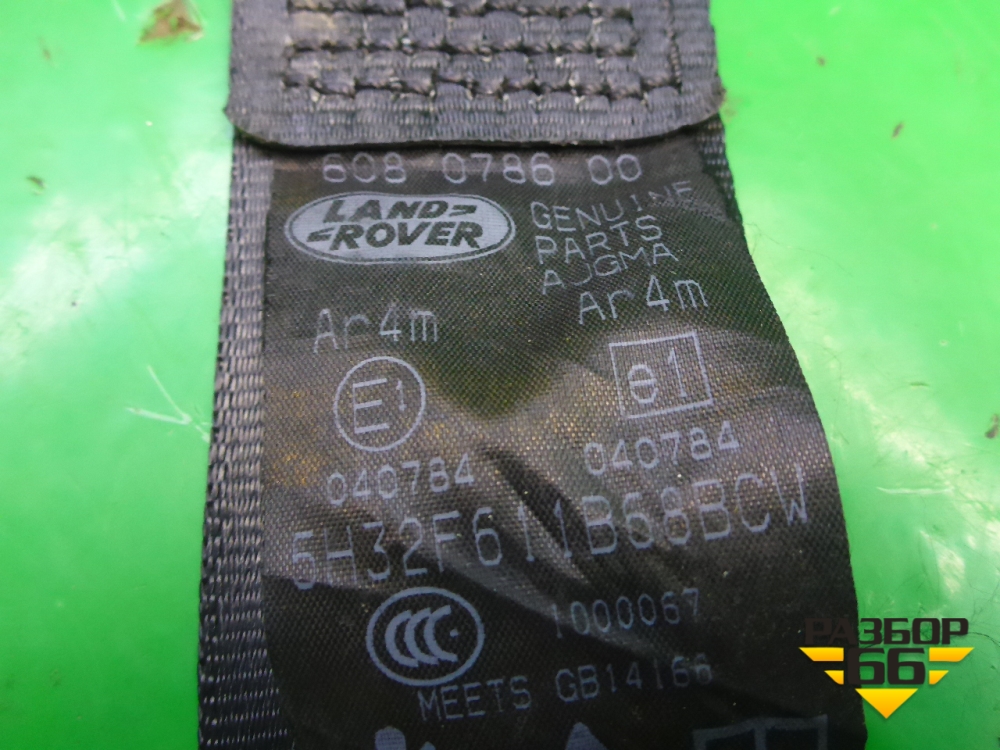 608 0786 00
LAND ROVER
GENUINE
PARTS
AJGMA
Ar4m
Ar4m
E1
e1
040784
040784
5H32F611B68BCW
CCC
1000067
MEETS GB14166
РАЗБОР
66